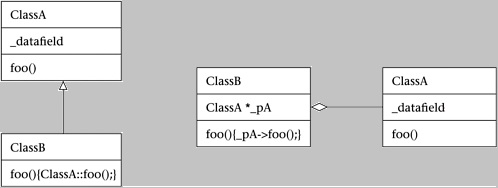 ClassA
_datafield
foo()
ClassB
foo(){ClassA::foo();}
ClassB
ClassA *_pA
foo(){_pA->foo();}
ClassA
_datafield
foo()